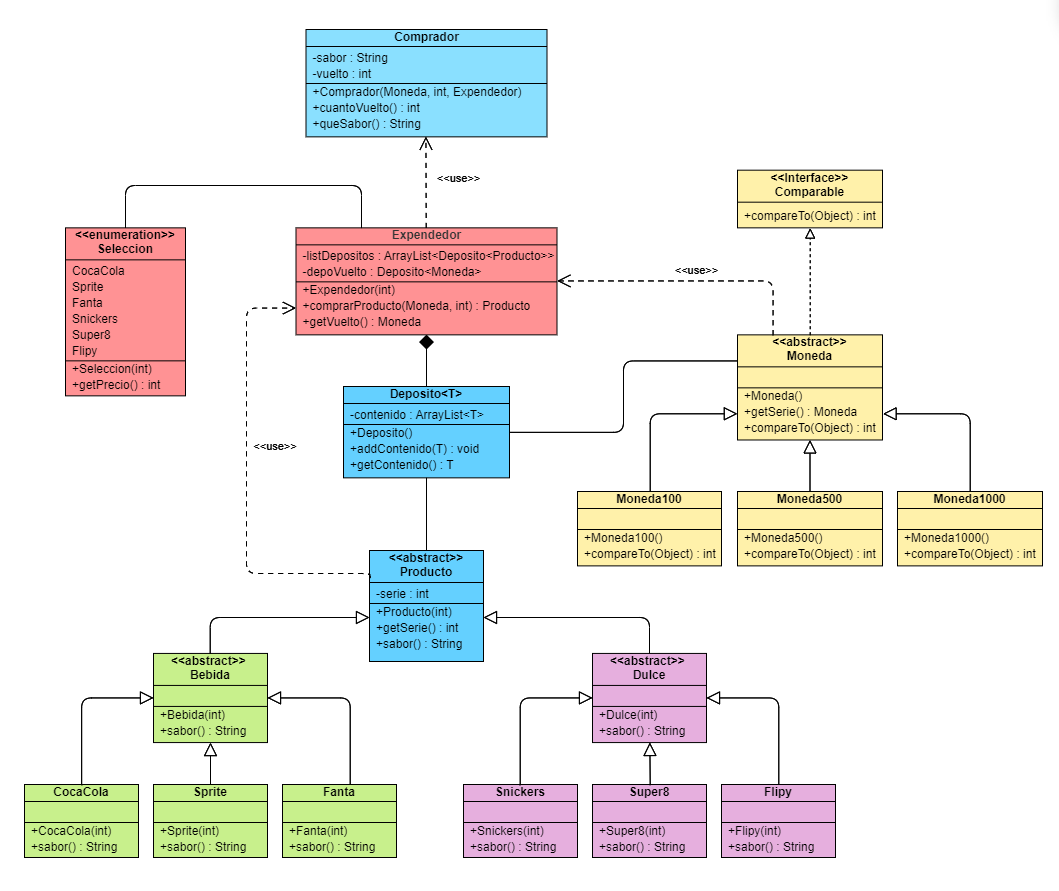 Comprador
-sabor : String
-vuelto : int
+Comprador(Moneda, int, Expendedor)
+cuantoVuelto() : int
+queSabor() : String
<<use>>
<<Interface>>
Comparable
+compareTo(Object) : int
<<enumeration>>
Seleccion
CocaCola
Sprite
Fanta
Snickers
Super8
Flipy
+Seleccion(int)
+getPrecio() : int
Expendedor
-listDepositos : ArrayList<Deposito<Producto>>
-depoVuelto : Deposito<Moneda>
+Expendedor(int)
+comprarProducto(Moneda, int) : Producto
+getVuelto() : Moneda
<<use>>
<<abstract>>
Moneda
+Moneda()
+getSerie() : Moneda
+compareTo(Object) : int
Deposito<T>
-contenido : ArrayList<T>
+Deposito()
+addContenido(T) : void
+getContenido() : T
<<use>>
Moneda100
+Moneda100()
+compareTo(Object) : int
Moneda500
+Moneda500()
+compareTo(Object) : int
Moneda1000
+Moneda1000()
+compareTo(Object) : int
<<abstract>>
Producto
-serie : int
+Producto(int)
+getSerie() : int
+sabor() : String
<<abstract>>
Bebida
+Bebida(int)
+sabor() : String
<<abstract>>
Dulce
+Dulce(int)
+sabor() : String
CocaCola
+CocaCola(int)
+sabor() : String
Sprite
+Sprite(int)
+sabor() : String
Fanta
+Fanta(int)
+sabor() : String
Snickers
+Snickers(int)
+sabor() : String
Super8
+Super8(int)
+sabor() : String
Flipy
+Flipy(int)
+sabor() : String